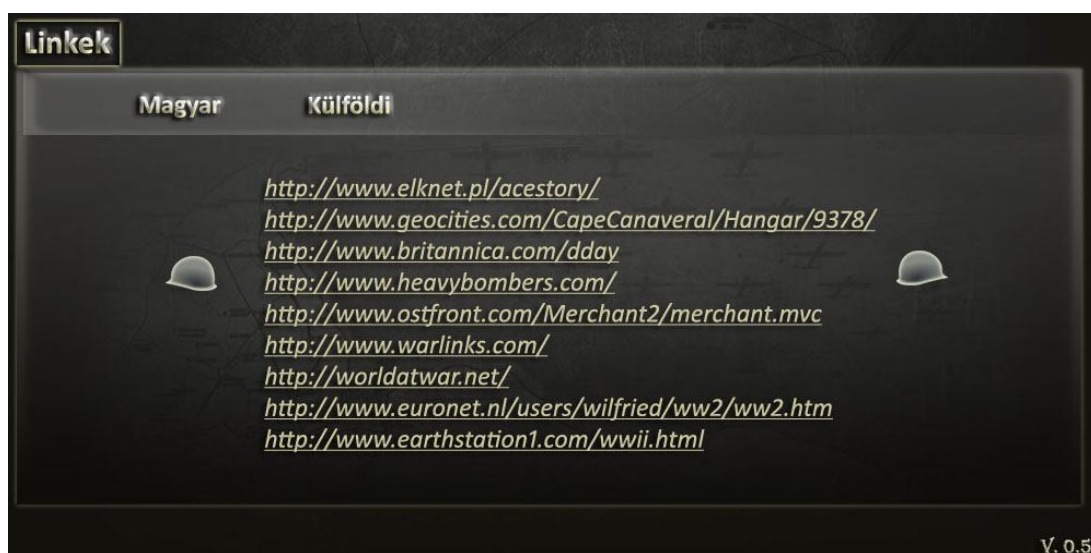 Linkek
Magyar Külföldi
http://www.elknet.pl/acestory/
http://www.geocities.com/CapeCanaveral/Hangar/9378/
http://www.britannica.com/dday
http://www.heavybombers.com/
http://www.ostfront.com/Merchant2/merchant.mvc
http://www.warlinks.com/
http://worldatwar.net/
http://www.euronet.nl/users/wilfried/ww2/ww2.htm
http://www.earthstation1.com/wwii.html
V. 0.5